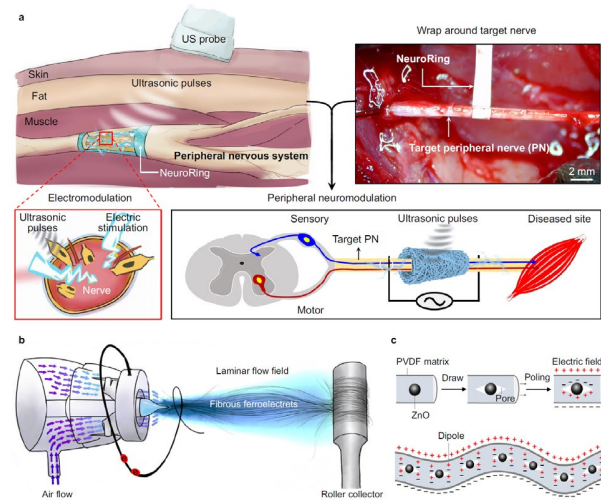 a
US probe
Skin
Ultrasonic pulses
Fat
Muscle
Peripheral nervous system
NeuroRing
Wrap around target nerve
NeuroRing
Target peripheral nerve (PN)
2 mm
Electromodulation
Ultrasonic
pulses
Electric
stimulation
Nerve
Peripheral neuromodulation
Sensory
Target PN
Ultrasonic pulses
Diseased site
Motor
b
Laminar flow field
Fibrous ferroelectrets
Air flow
Roller collector
c
PVDF matrix
Draw
Poling
Electric field
Pore
ZnO
Dipole